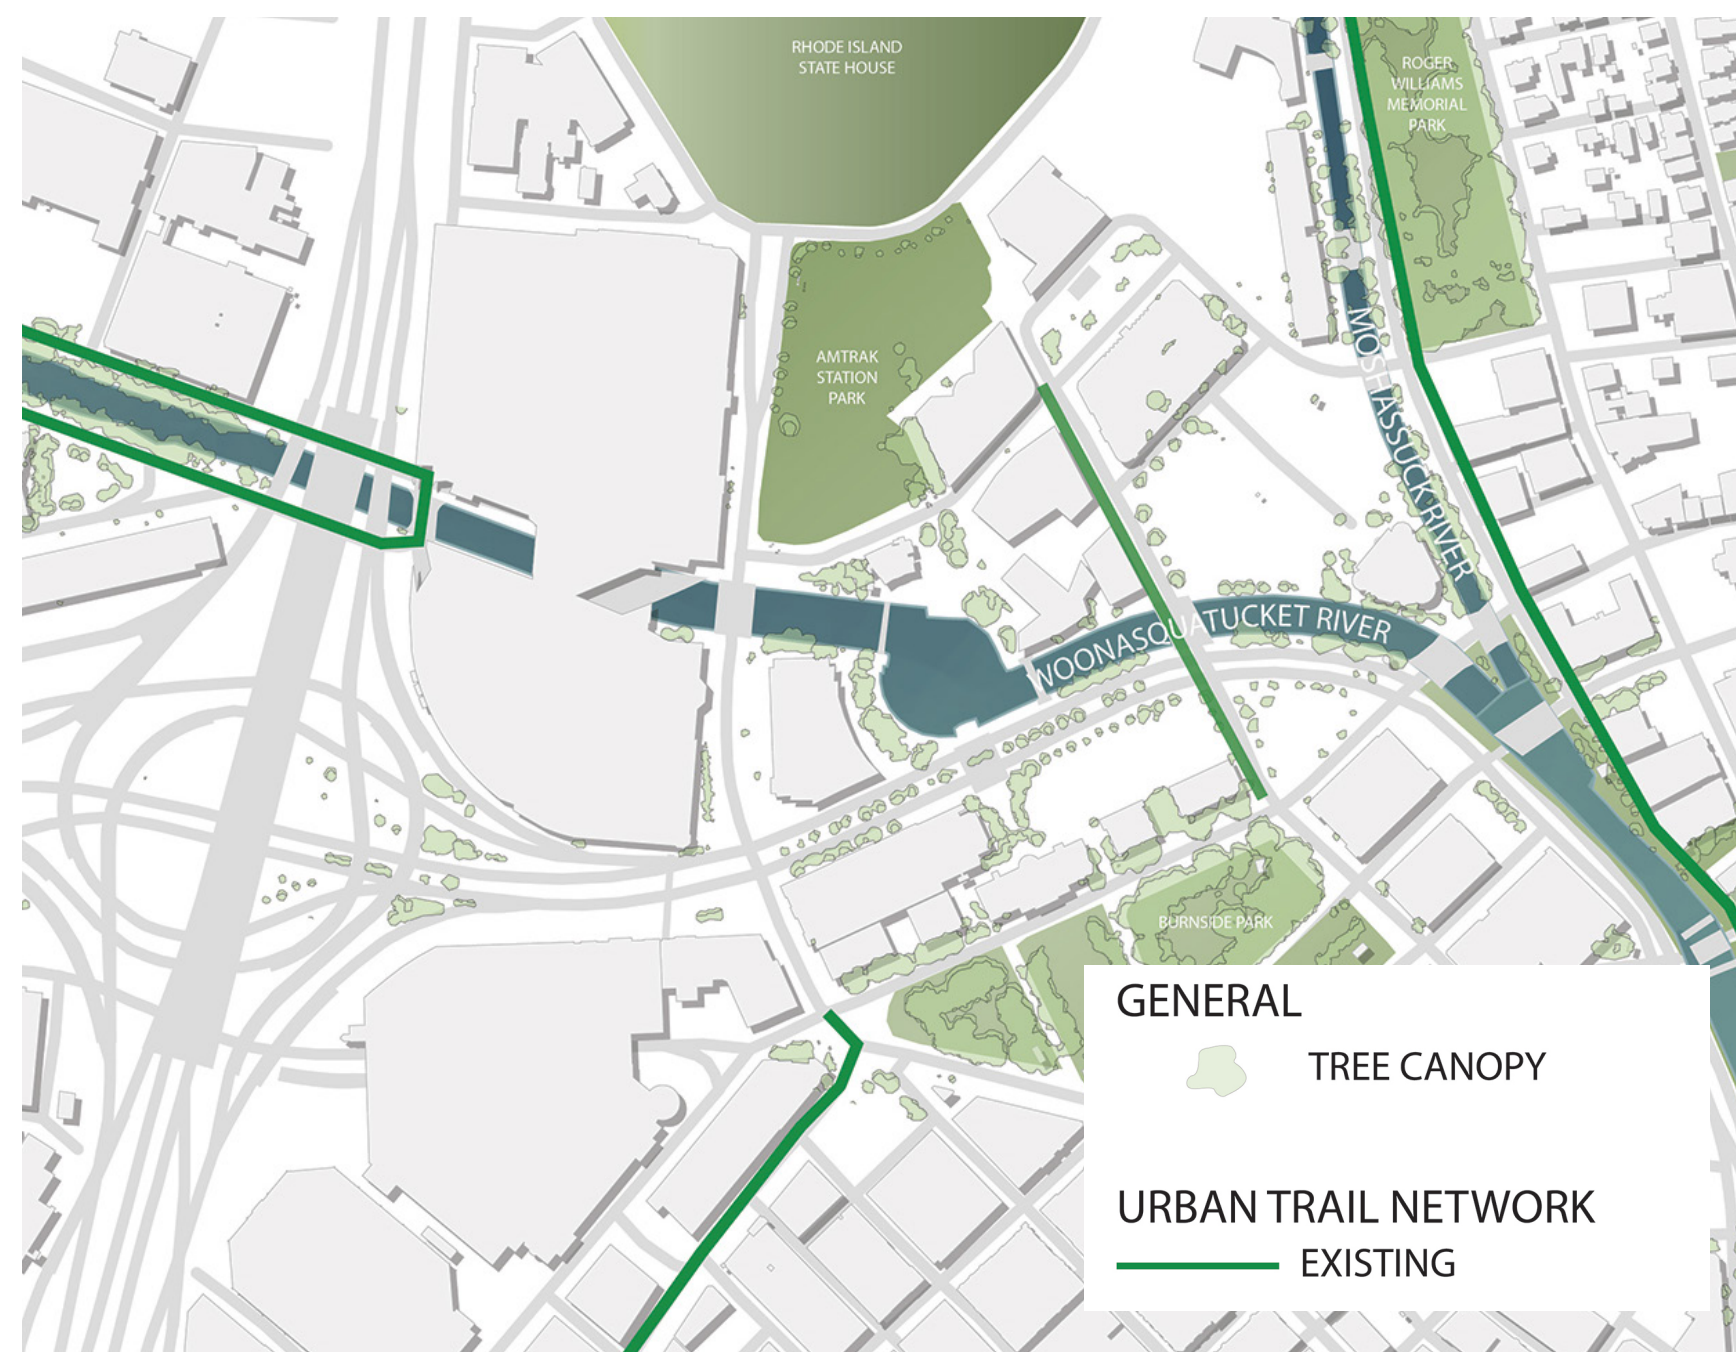 RHODE ISLAND
STATE HOUSE
ROGER
WILLIAMS
MEMORIAL
PARK
AMTRAK
STATION
PARK
MOSHASSUCK RIVER
WOONASQUATUCKET RIVER
BURNSIDE PARK
GENERAL
TREE CANOPY
URBAN TRAIL NETWORK
EXISTING